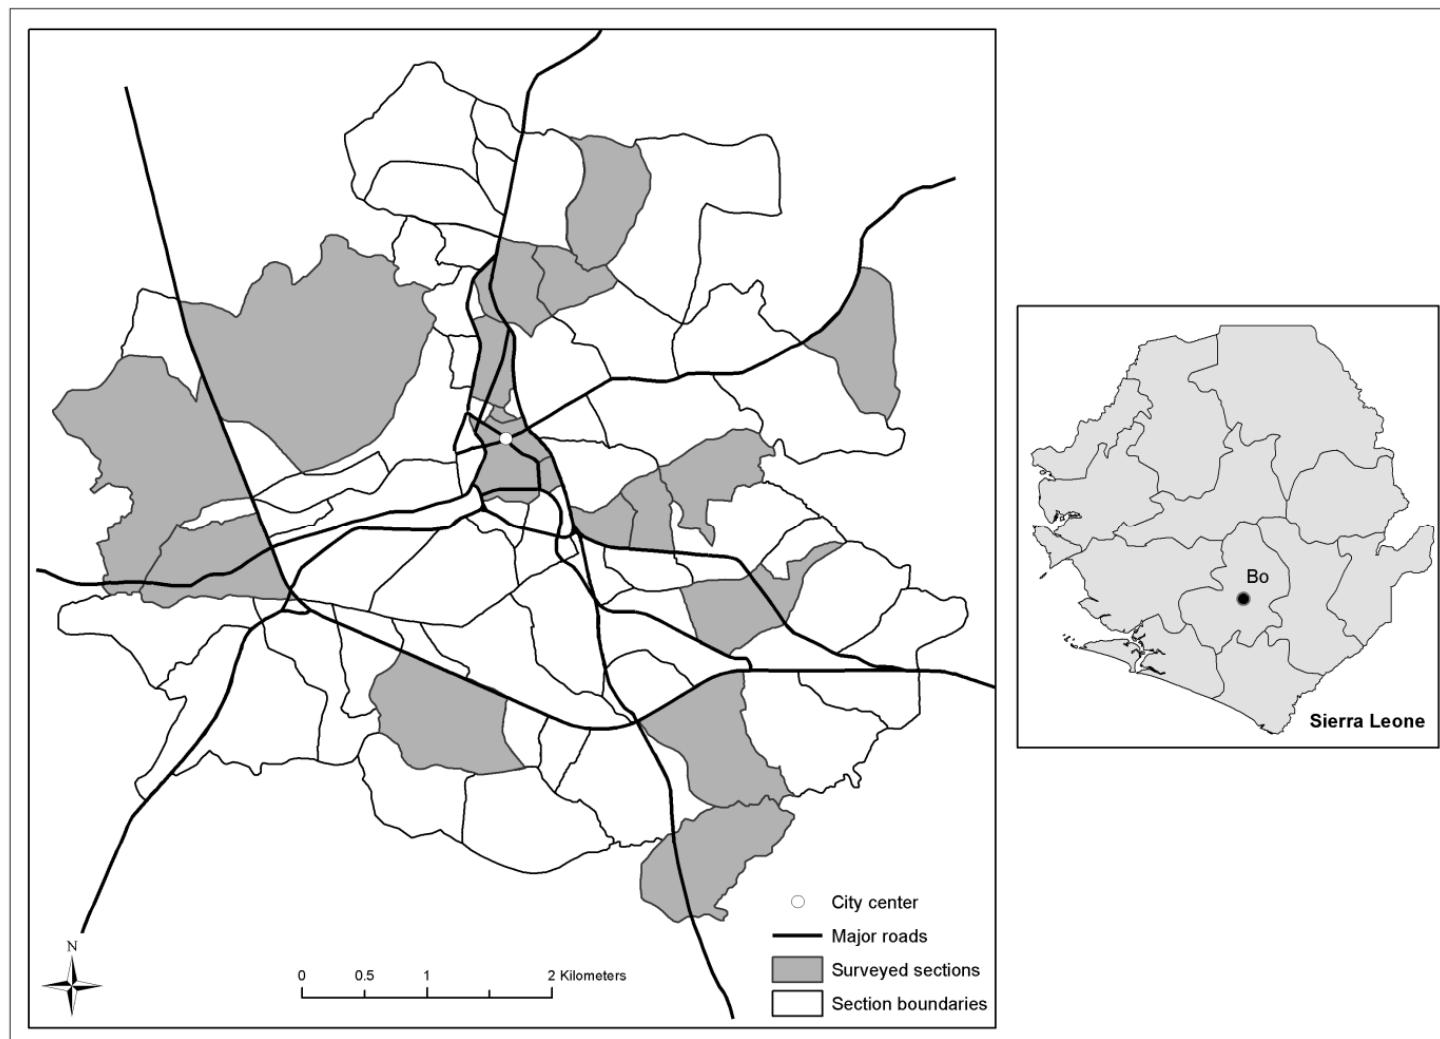 Bo
Sierra Leone
City center
Major roads
Surveyed sections
Section boundaries
N
0 0.5 1 2 Kilometers